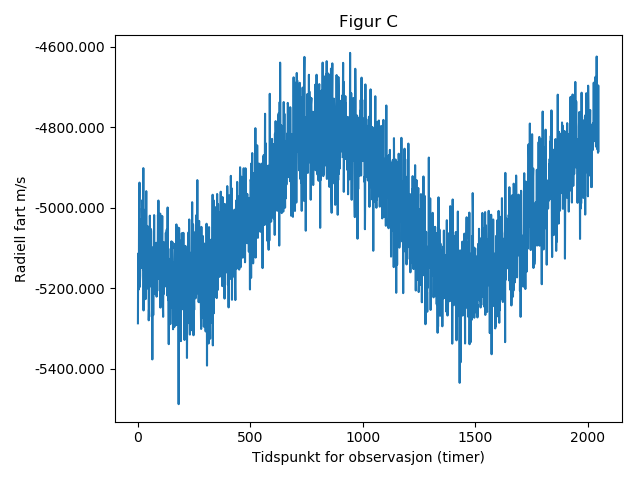 Figur C
Radiell fart m/s
-4600.000
-4800.000
-5000.000
-5200.000
-5400.000
0 500 1000 1500 2000
Tidspunkt for observasjon (timer)